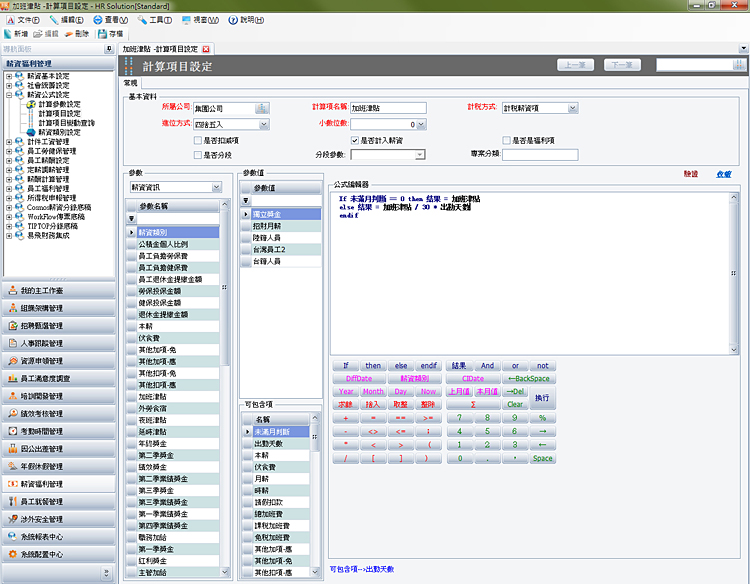 加班津貼 -計算項目設定 - HR Solution[Standard]
文件(F) 編輯(E) 查看(V) 工具(T) 視窗(W) 說明(H)
新增 編輯 刪除 存檔
導航面板
薪資福利管理
薪資基本設定
社會統籌設定
薪資公式設定
計算參數設定
計算項目設定
計算項目變動查詢
薪資類別設定
計件工資管理
員工勞健保管理
員工薪酬設定
定薪調薪管理
薪酬計算管理
員工福利管理
所得稅申報管理
Cosmos薪資分錄底稿
WorkFlow傳票底稿
TIPTOP分錄底稿
易飛財務集成
我的主工作臺
組織架構管理
招聘甄選管理
人事跟蹤管理
資源申領管理
員工滿意度調查
培訓開發管理
績效考核管理
考勤時間管理
因公出差管理
年假休假管理
薪資福利管理
員工就餐管理
涉外安全管理
系統報表中心
系統配置中心
加班津貼 -計算項目設定
計算項目設定
上一筆 下一筆
常規
基本資料
所屬公司: 集團公司 計算項名稱: 加班津貼 計稅方式: 計稅薪資項
進位方式: 四捨五入 小數位數: 0
是否扣減項 是否計入薪資 是否是福利項
是否分段 分段參數: 專案分類:
驗證 收縮
參數
薪資資訊
參數名稱
薪資類別
公積金個人比例
員工負擔勞保費
員工負擔健保費
員工退休金提繳金額
勞保投保金額
健保投保金額
退休金提繳金額
本薪
伙食費
其他加項-免
其他加項-應
其他扣項-免
其他扣項-應
加班津貼
外勞食宿
夜班津貼
延時津貼
年終獎金
第二季獎金
績效獎金
第二季業績獎金
第三季獎金
第三季業績獎金
第一季業績獎金
第四季業績獎金
職務加給
第一季獎金
紅利獎金
主管加給
參數值
參數值
獨立獎金
招財月薪
陸籍人員
台灣員工2
台籍人員
可包含項
名稱
未滿月判斷
出勤天數
本薪
伙食費
月薪
時薪
請假扣款
總加班費
課稅加班費
免稅加班費
其他加項-應
其他加項-免
其他扣項-應
公式編輯器
If 未滿月判斷 == 0 then 結果 = 加班津貼
else 結果 = 加班津貼 / 30 * 出勤天數
endif
If then else endif 結果 And or not
DiffDate 薪資類別 CIDate ←BackSpace
Year Month Day Now 上月值 本月值 →Del 換行
求餘 捨入 取整 整除 Σ Clear
+ = == >= 7 8 9 %
- <> <= ; 4 5 6 →
* < > ( 1 2 3 ←
/ [ ] ) 0 . , Space
可包含項-->出勤天數